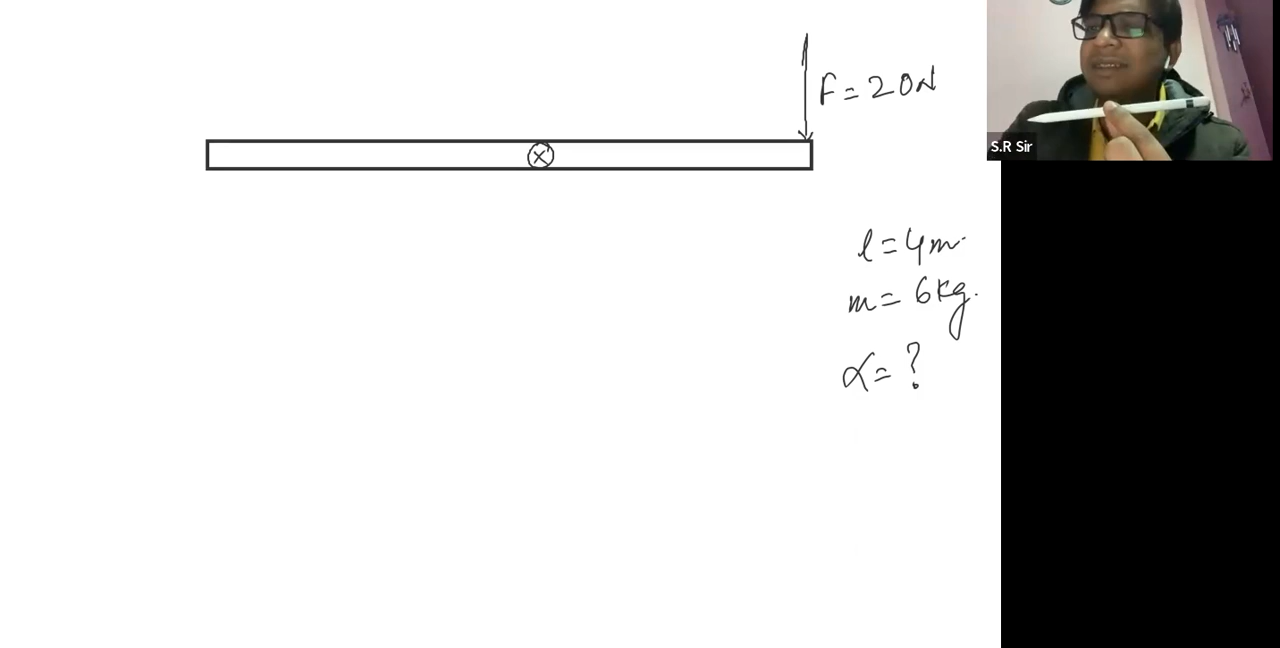 F = 20N
S.R Sir
l = 4m.
m = 6kg.
α = ?